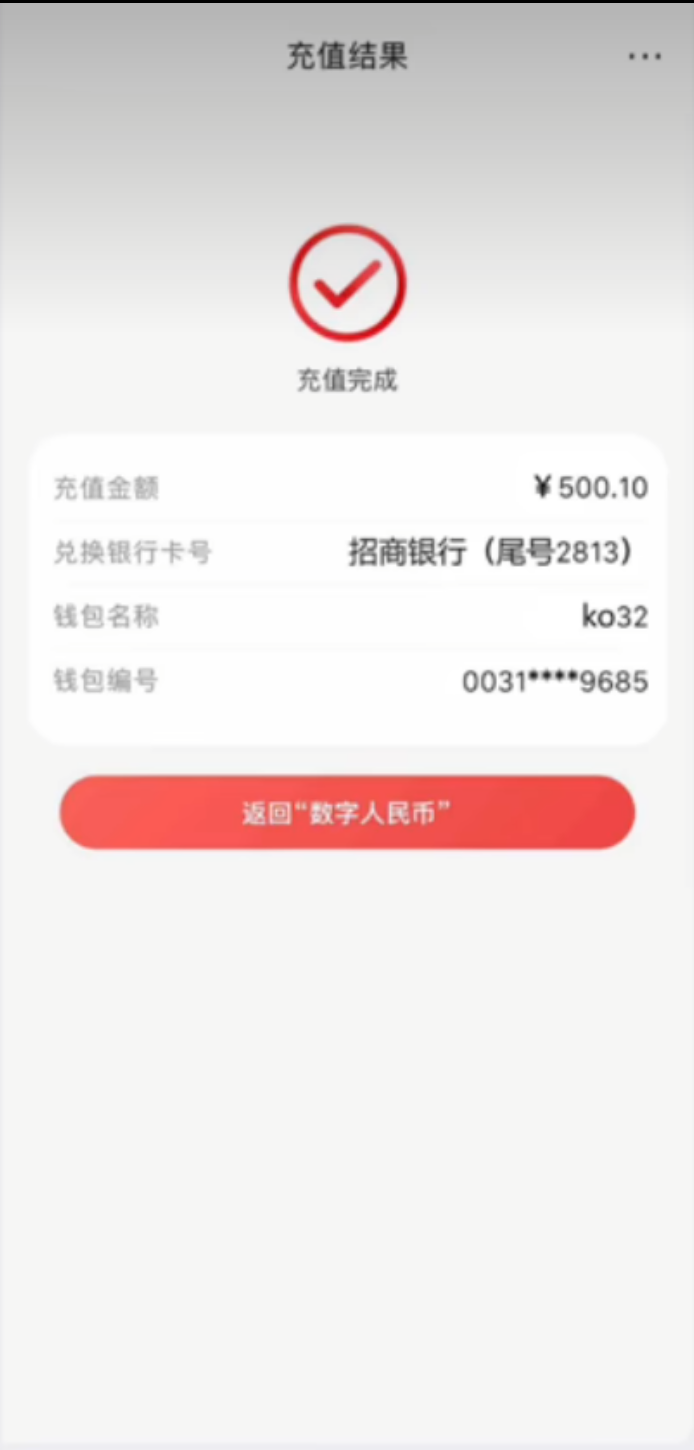 充值结果
充值完成
充值金额 ¥500.10
兑换银行卡号 招商银行（尾号2813）
钱包名称 ko32
钱包编号 0031****9685
返回“数字人民币”